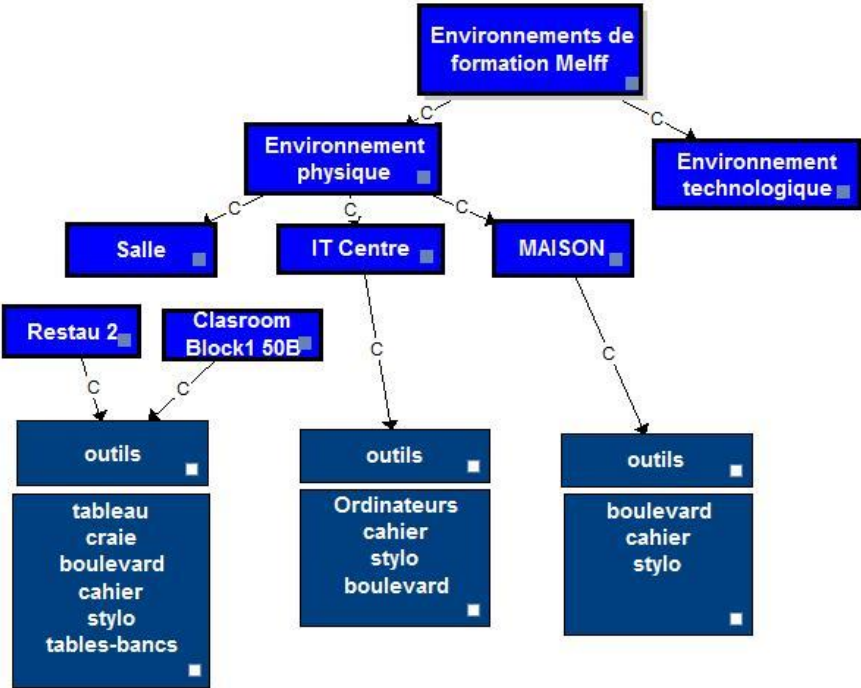 Environnements de
formation Melff
C
C
Environnement
physique
Environnement
technologique
C
C
C
Salle
IT Centre
MAISON
Restau 2
Clasroom
Block1 50B
C
C
C
C
outils
outils
outils
tableau
craie
boulevard
cahier
stylo
tables-bancs
Ordinateurs
cahier
stylo
boulevard
boulevard
cahier
stylo